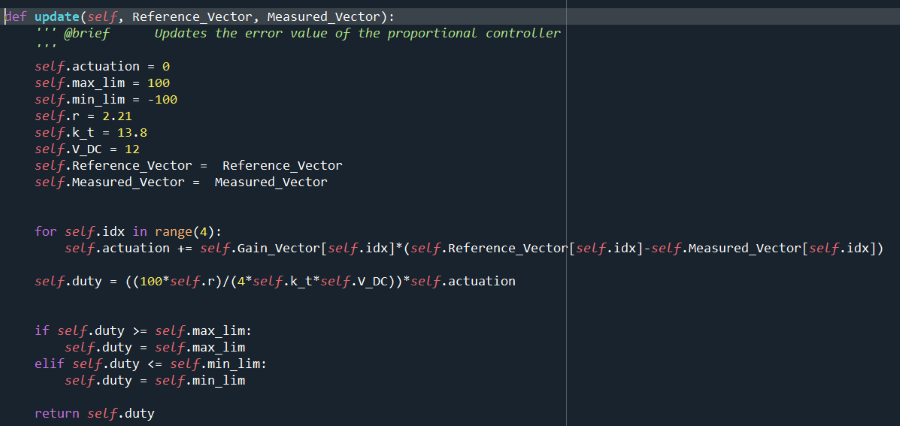 def update(self, Reference_Vector, Measured_Vector):
    ''' @brief      Updates the error value of the proportional controller
    '''
    self.actuation = 0
    self.max_lim = 100
    self.min_lim = -100
    self.r = 2.21
    self.k_t = 13.8
    self.V_DC = 12
    self.Reference_Vector =  Reference_Vector
    self.Measured_Vector =  Measured_Vector
    for self.idx in range(4):
        self.actuation += self.Gain_Vector[self.idx]*(self.Reference_Vector[self.idx]-self.Measured_Vector[self.idx])
    self.duty = ((100*self.r)/(4*self.k_t*self.V_DC))*self.actuation
    if self.duty >= self.max_lim:
        self.duty = self.max_lim
    elif self.duty <= self.min_lim:
        self.duty = self.min_lim
    return self.duty